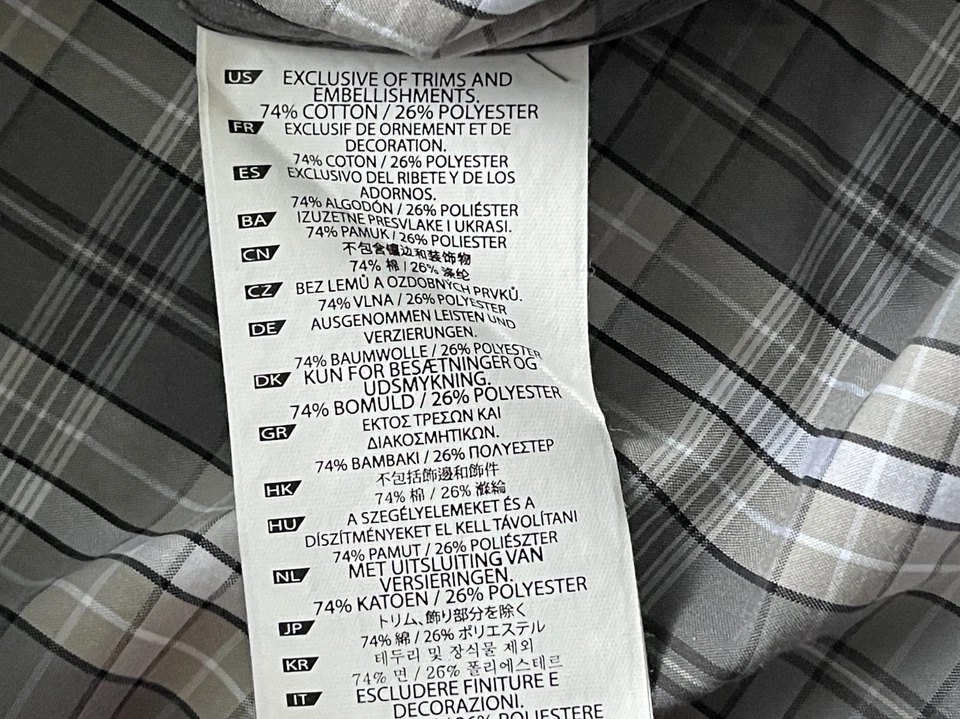 US EXCLUSIVE OF TRIMS AND
EMBELLISHMENTS.
74% COTTON / 26% POLYESTER
FR EXCLUSIF DE ORNEMENT ET DE
DECORATION.
74% COTON / 26% POLYESTER
ES EXCLUSIVO DEL RIBETE Y DE LOS
ADORNOS.
74% ALGODÓN / 26% POLIÉSTER
BA IZUZETNE PRESVLAKE I UKRASI.
74% PAMUK / 26% POLIESTER
CN 不包含镶边和装饰物
74% 棉 / 26% 涤纶
CZ BEZ LEMŮ A OZDOBNÝCH PRVKŮ.
74% VLNA / 26% POLYESTER
DE AUSGENOMMEN LEISTEN UND
VERZIERUNGEN.
74% BAUMWOLLE / 26% POLYESTER
DK KUN FOR BESÆTNINGER OG
UDSMYKNING.
74% BOMULD / 26% POLYESTER
GR ΕΚΤΟΣ ΤΡΕΣΩΝ ΚΑΙ
ΔΙΑΚΟΣΜΗΤΙΚΩΝ.
74% ΒΑΜΒΑΚΙ / 26% ΠΟΛΥΕΣΤΕΡ
HK 不包括飾邊和飾件
74% 棉 / 26% 滌綸
HU A SZEGÉLYELEMEKET ÉS A
DÍSZÍTMÉNYEKET EL KELL TÁVOLÍTANI
74% PAMUT / 26% POLIÉSZTER
NL MET UITSLUITING VAN
VERSIERINGEN.
74% KATOEN / 26% POLYESTER
JP トリム、飾り部分を除く
74% 綿 / 26% ポリエステル
KR 테두리 및 장식물 제외
74% 면 / 26% 폴리에스테르
IT ESCLUDERE FINITURE E
DECORAZIONI.
/ 26% POLIESTERE